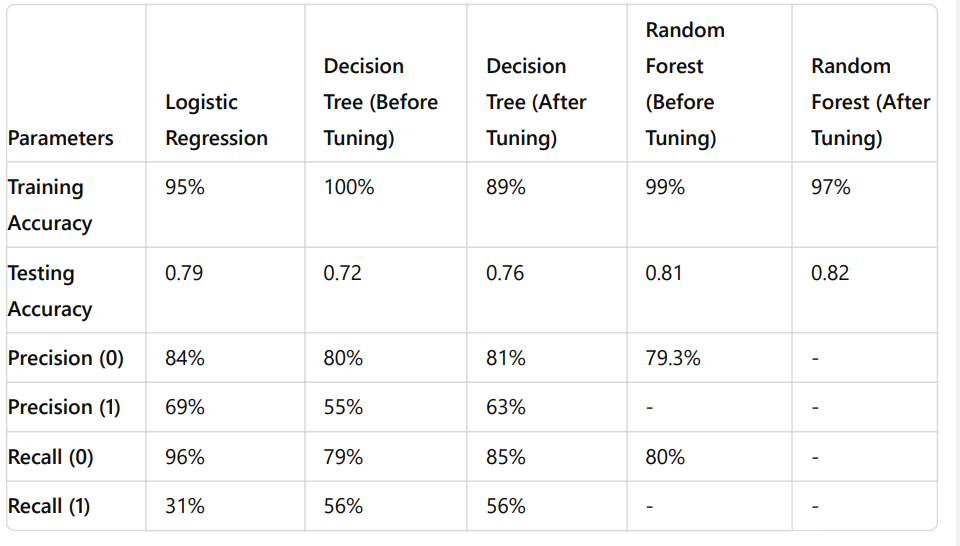 Parameters | Logistic Regression | Decision Tree (Before Tuning) | Decision Tree (After Tuning) | Random Forest (Before Tuning) | Random Forest (After Tuning)
Training Accuracy | 95% | 100% | 89% | 99% | 97%
Testing Accuracy | 0.79 | 0.72 | 0.76 | 0.81 | 0.82
Precision (0) | 84% | 80% | 81% | 79.3% | -
Precision (1) | 69% | 55% | 63% | - | -
Recall (0) | 96% | 79% | 85% | 80% | -
Recall (1) | 31% | 56% | 56% | - | -